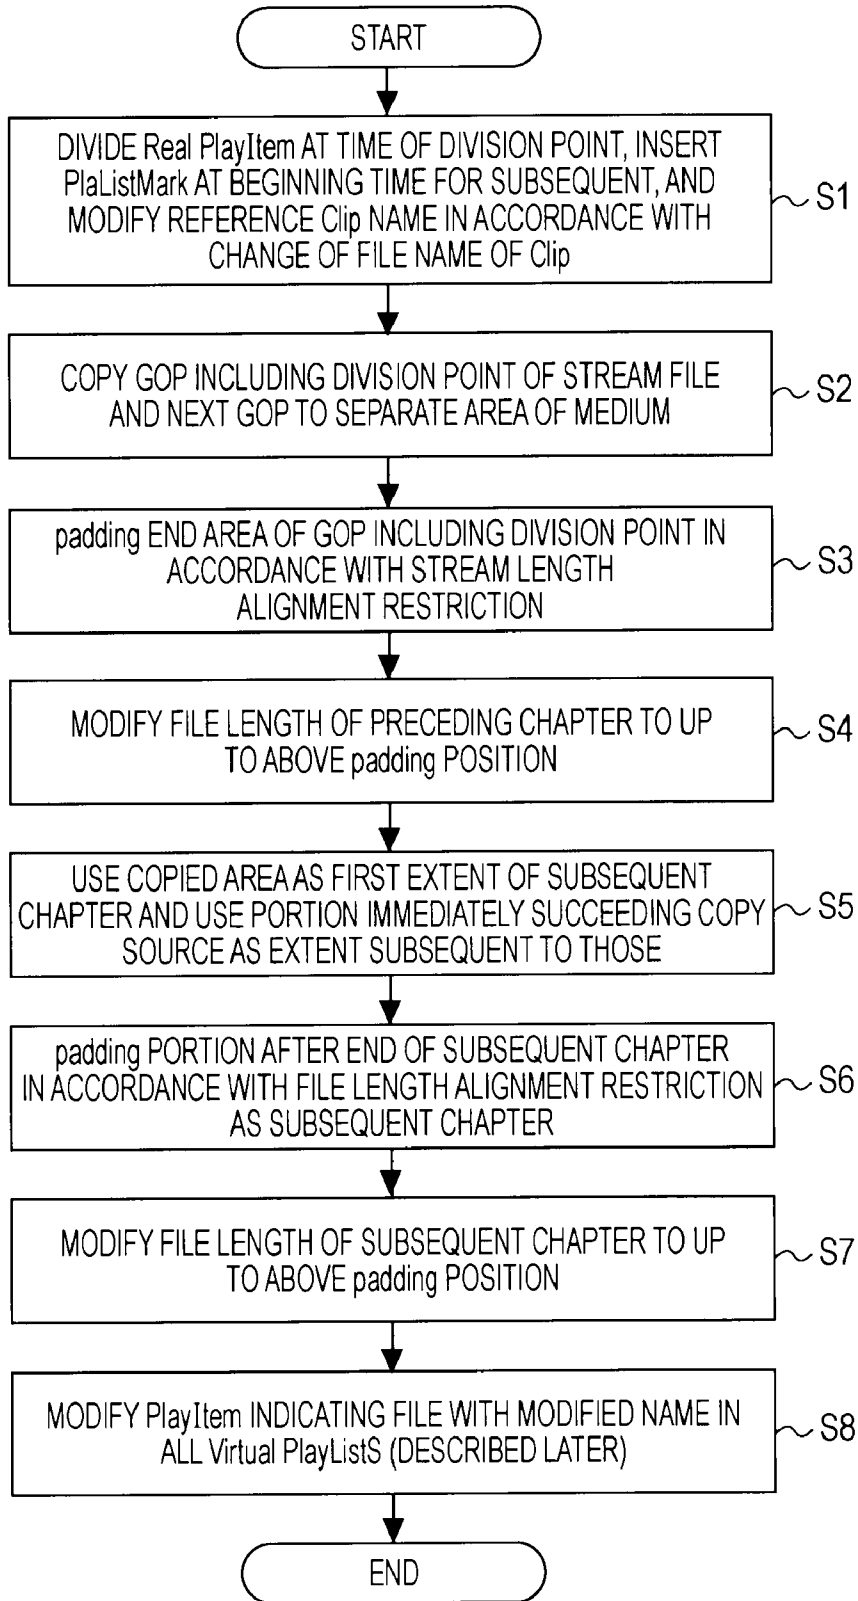 START
DIVIDE Real PlayItem AT TIME OF DIVISION POINT, INSERT
PlaListMark AT BEGINNING TIME FOR SUBSEQUENT, AND
MODIFY REFERENCE Clip NAME IN ACCORDANCE WITH
CHANGE OF FILE NAME OF Clip
S1
COPY GOP INCLUDING DIVISION POINT OF STREAM FILE
AND NEXT GOP TO SEPARATE AREA OF MEDIUM
S2
padding END AREA OF GOP INCLUDING DIVISION POINT IN
ACCORDANCE WITH STREAM LENGTH
ALIGNMENT RESTRICTION
S3
MODIFY FILE LENGTH OF PRECEDING CHAPTER TO UP
TO ABOVE padding POSITION
S4
USE COPIED AREA AS FIRST EXTENT OF SUBSEQUENT
CHAPTER AND USE PORTION IMMEDIATELY SUCCEEDING COPY
SOURCE AS EXTENT SUBSEQUENT TO THOSE
S5
padding PORTION AFTER END OF SUBSEQUENT CHAPTER
IN ACCORDANCE WITH FILE LENGTH ALIGNMENT RESTRICTION
AS SUBSEQUENT CHAPTER
S6
MODIFY FILE LENGTH OF SUBSEQUENT CHAPTER TO UP
TO ABOVE padding POSITION
S7
MODIFY PlayItem INDICATING FILE WITH MODIFIED NAME IN
ALL Virtual PlayListS (DESCRIBED LATER)
S8
END